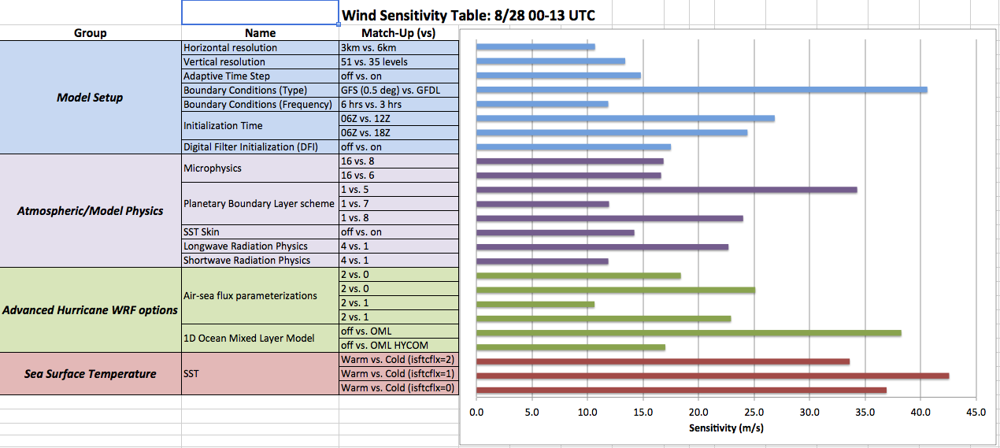 Wind Sensitivity Table: 8/28 00-13 UTC
Group Name Match-Up (vs)
Model Setup
Horizontal resolution 3km vs. 6km
Vertical resolution 51 vs. 35 levels
Adaptive Time Step off vs. on
Boundary Conditions (Type) GFS (0.5 deg) vs. GFDL
Boundary Conditions (Frequency) 6 hrs vs. 3 hrs
Initialization Time 06Z vs. 12Z
06Z vs. 18Z
Digital Filter Initialization (DFI) off vs. on
Atmospheric/Model Physics
Microphysics 16 vs. 8
16 vs. 6
Planetary Boundary Layer scheme 1 vs. 5
1 vs. 7
1 vs. 8
SST Skin off vs. on
Longwave Radiation Physics 4 vs. 1
Shortwave Radiation Physics 4 vs. 1
Advanced Hurricane WRF options
Air-sea flux parameterizations 2 vs. 0
2 vs. 0
2 vs. 1
2 vs. 1
1D Ocean Mixed Layer Model off vs. OML
off vs. OML HYCOM
Sea Surface Temperature
SST Warm vs. Cold (isftcflx=2)
Warm vs. Cold (isftcflx=1)
Warm vs. Cold (isftcflx=0)
0.0 5.0 10.0 15.0 20.0 25.0 30.0 35.0 40.0 45.0
Sensitivity (m/s)